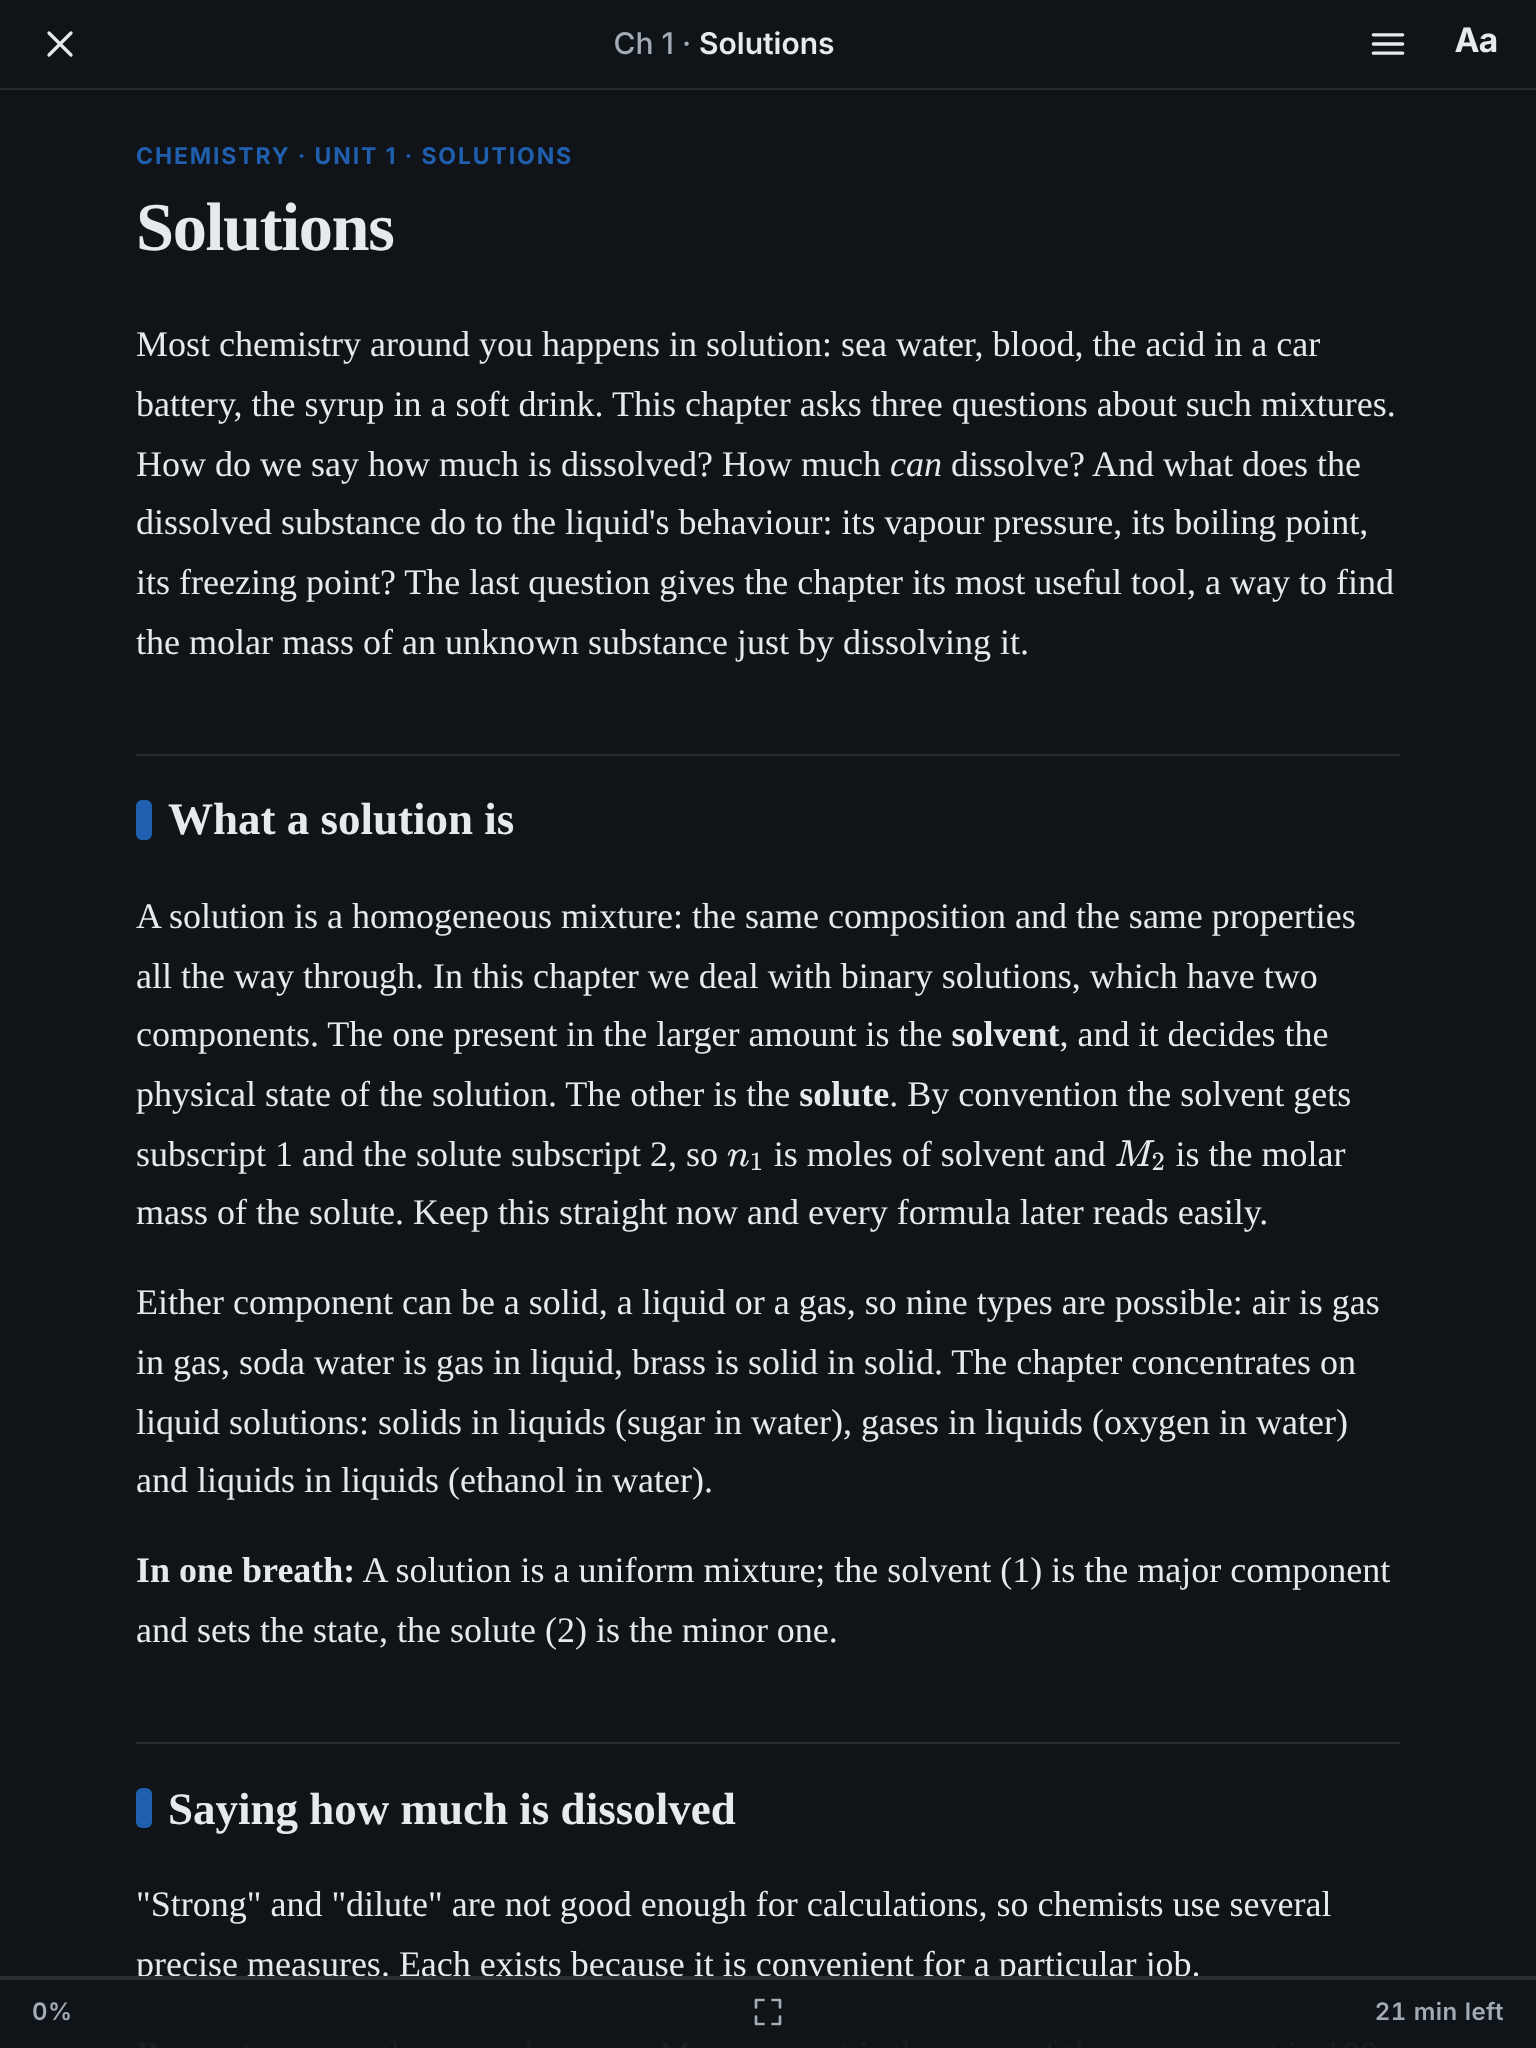 Ch 1 · Solutions
Aa
CHEMISTRY · UNIT 1 · SOLUTIONS
Solutions
Most chemistry around you happens in solution: sea water, blood, the acid in a car
battery, the syrup in a soft drink. This chapter asks three questions about such mixtures.
How do we say how much is dissolved? How much can dissolve? And what does the
dissolved substance do to the liquid's behaviour: its vapour pressure, its boiling point,
its freezing point? The last question gives the chapter its most useful tool, a way to find
the molar mass of an unknown substance just by dissolving it.
What a solution is
A solution is a homogeneous mixture: the same composition and the same properties
all the way through. In this chapter we deal with binary solutions, which have two
components. The one present in the larger amount is the solvent, and it decides the
physical state of the solution. The other is the solute. By convention the solvent gets
subscript 1 and the solute subscript 2, so n₁ is moles of solvent and M₂ is the molar
mass of the solute. Keep this straight now and every formula later reads easily.
Either component can be a solid, a liquid or a gas, so nine types are possible: air is gas
in gas, soda water is gas in liquid, brass is solid in solid. The chapter concentrates on
liquid solutions: solids in liquids (sugar in water), gases in liquids (oxygen in water)
and liquids in liquids (ethanol in water).
In one breath: A solution is a uniform mixture; the solvent (1) is the major component
and sets the state, the solute (2) is the minor one.
Saying how much is dissolved
"Strong" and "dilute" are not good enough for calculations, so chemists use several
precise measures. Each exists because it is convenient for a particular job.
0%
21 min left